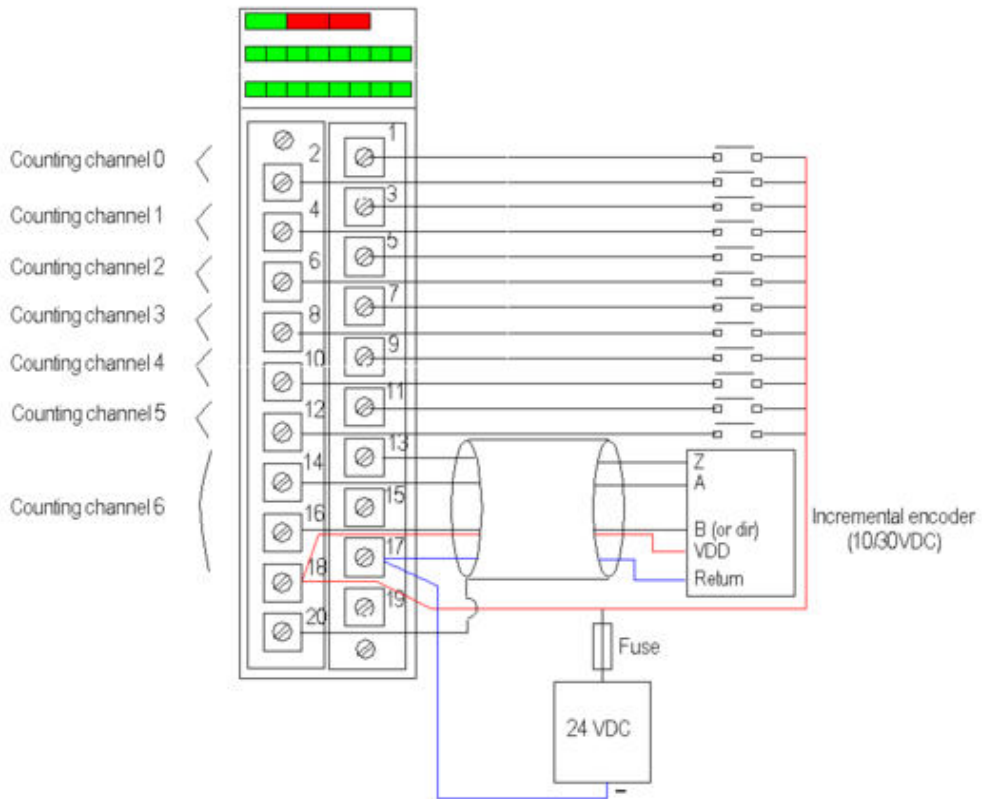 1
2
Counting channel 0
3
4
Counting channel 1
5
6
Counting channel 2
7
8
Counting channel 3
9
10
Counting channel 4
11
12
Counting channel 5
13
14
Counting channel 6
15
16
17
18
19
20
Z
A
B (or dir)
VDD
Return
Incremental encoder
(10/30VDC)
Fuse
24 VDC
-